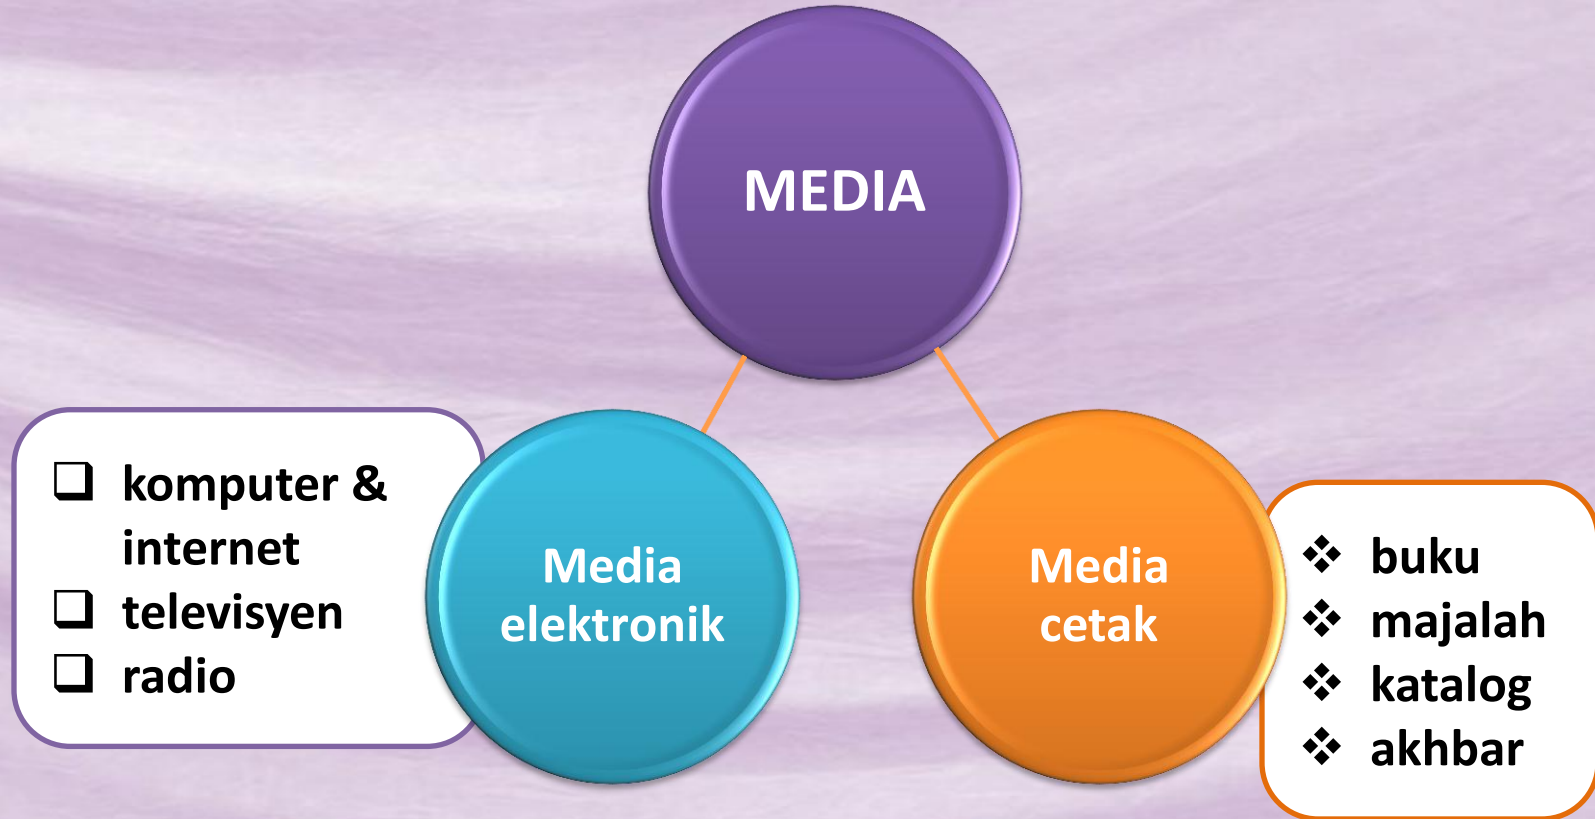 MEDIA
Media
elektronik
❑ komputer &
internet
❑ televisyen
❑ radio
Media
cetak
❖ buku
❖ majalah
❖ katalog
❖ akhbar